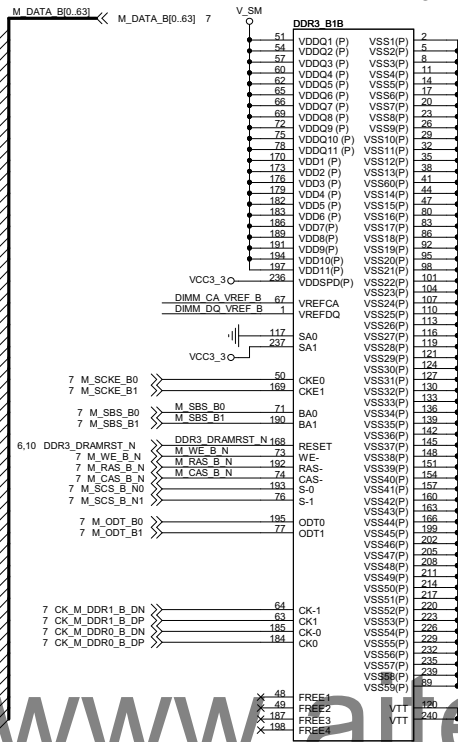 M_DATA_B[0..63]
M_DATA_B[0..63] 7
V_SM
DDR3_B1B
51 VDDQ1 (P) VSS1(P) 2
54 VDDQ2 (P) VSS2(P) 5
57 VDDQ3 (P) VSS3(P) 8
60 VDDQ4 (P) VSS4(P) 11
62 VDDQ5 (P) VSS5(P) 14
65 VDDQ6 (P) VSS6(P) 17
66 VDDQ7 (P) VSS7(P) 20
69 VDDQ8 (P) VSS8(P) 23
72 VDDQ9 (P) VSS9(P) 26
75 VDDQ10 (P) VSS10(P) 29
78 VDDQ11 (P) VSS11(P) 32
170 VDD1 (P) VSS12(P) 35
173 VDD2 (P) VSS13(P) 38
176 VDD3 (P) VSS60(P) 41
179 VDD4 (P) VSS14(P) 44
182 VDD5 (P) VSS15(P) 47
183 VDD6 (P) VSS16(P) 80
186 VDD7(P) VSS17(P) 83
189 VDD8(P) VSS18(P) 86
191 VDD9(P) VSS19(P) 92
194 VDD10(P) VSS20(P) 95
197 VDD11(P) VSS21(P) 98
VCC3_3 236 VDDSPD(P) VSS22(P) 101
VSS23(P) 104
DIMM_CA_VREF_B 67 VREFCA VSS24(P) 107
DIMM_DQ_VREF_B 1 VREFDQ VSS25(P) 110
VSS26(P) 113
117 SA0 VSS27(P) 116
237 SA1 VSS28(P) 119
VCC3_3 VSS29(P) 121
VSS30(P) 124
7 M_SCKE_B0 50 CKE0 VSS31(P) 127
7 M_SCKE_B1 169 CKE1 VSS32(P) 130
VSS33(P) 133
7 M_SBS_B0 M_SBS_B0 71 BA0 VSS34(P) 136
7 M_SBS_B1 M_SBS_B1 190 BA1 VSS35(P) 139
VSS36(P) 142
6,10 DDR3_DRAMRST_N DDR3_DRAMRST_N 168 RESET VSS37(P) 145
7 M_WE_B_N M_WE_B_N 73 WE- VSS38(P) 148
7 M_RAS_B_N M_RAS_B_N 192 RAS- VSS39(P) 151
7 M_CAS_B_N M_CAS_B_N 74 CAS- VSS40(P) 154
7 M_SCS_B_N0 193 S-0 VSS41(P) 157
7 M_SCS_B_N1 76 S-1 VSS42(P) 160
VSS43(P) 163
7 M_ODT_B0 195 ODT0 VSS44(P) 166
7 M_ODT_B1 77 ODT1 VSS45(P) 199
VSS46(P) 202
VSS47(P) 205
VSS48(P) 208
VSS49(P) 211
VSS50(P) 214
VSS51(P) 217
7 CK_M_DDR1_B_DN 64 CK-1 VSS52(P) 220
7 CK_M_DDR1_B_DP 63 CK1 VSS53(P) 223
7 CK_M_DDR0_B_DN 185 CK-0 VSS54(P) 226
7 CK_M_DDR0_B_DP 184 CK0 VSS55(P) 229
VSS56(P) 232
VSS57(P) 235
VSS58(P) 239
VSS59(P) 89
48 FREE1
49 FREE2 VTT 120
187 FREE3 VTT 240
198 FREE4